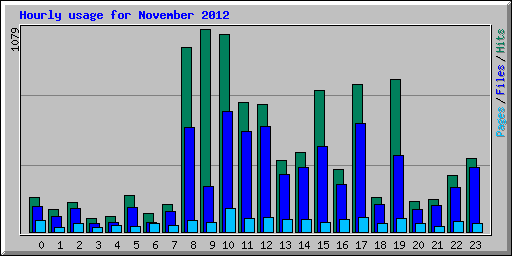 Hourly usage for November 2012
1079
Pages/Files/Hits
0 1 2 3 4 5 6 7 8 9 10 11 12 13 14 15 16 17 18 19 20 21 22 23